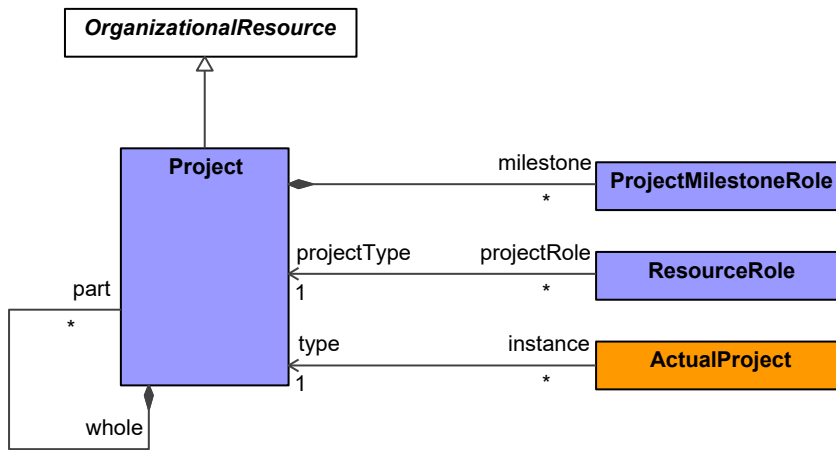 OrganizationalResource
Project
milestone
*
ProjectMilestoneRole
projectType
1
projectRole
*
ResourceRole
part
*
type
1
instance
*
ActualProject
whole